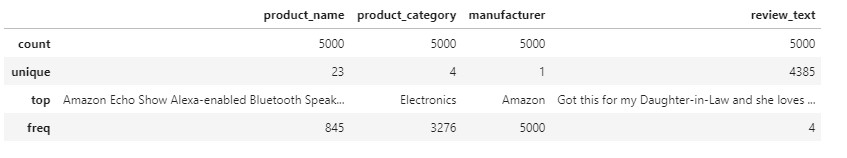 product_name product_category manufacturer review_text
count 5000 5000 5000 5000
unique 23 4 1 4385
top Amazon Echo Show Alexa-enabled Bluetooth Speak... Electronics Amazon Got this for my Daughter-in-Law and she loves ...
freq 845 3276 5000 4